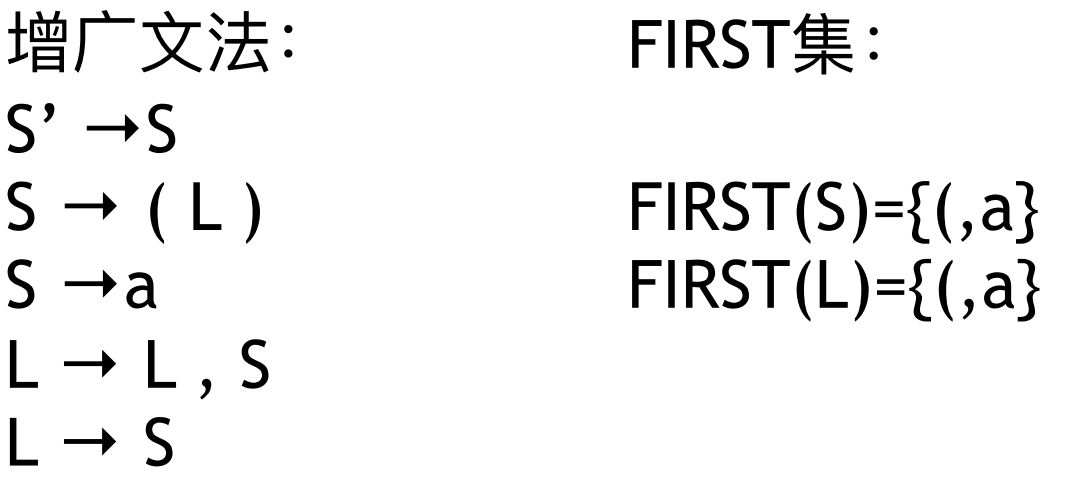 增广文法： FIRST集：
S’ →S
S → ( L ) FIRST(S)={(,a}
S →a FIRST(L)={(,a}
L → L , S
L → S